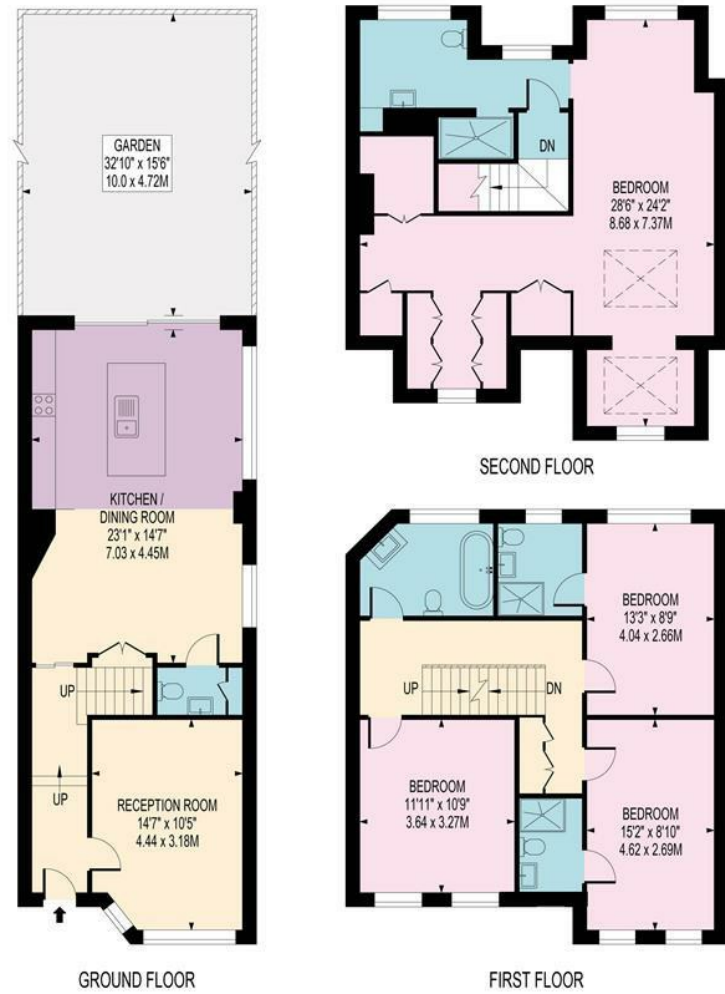 GARDEN
32'10" x 15'6"
10.0 x 4.72M
KITCHEN /
DINING ROOM
23'1" x 14'7"
7.03 x 4.45M
UP
UP
RECEPTION ROOM
14'7" x 10'5"
4.44 x 3.18M
GROUND FLOOR
DN
BEDROOM
28'6" x 24'2"
8.68 x 7.37M
SECOND FLOOR
BEDROOM
13'3" x 8'9"
4.04 x 2.66M
UP
DN
BEDROOM
11'11" x 10'9"
3.64 x 3.27M
BEDROOM
15'2" x 8'10"
4.62 x 2.69M
FIRST FLOOR